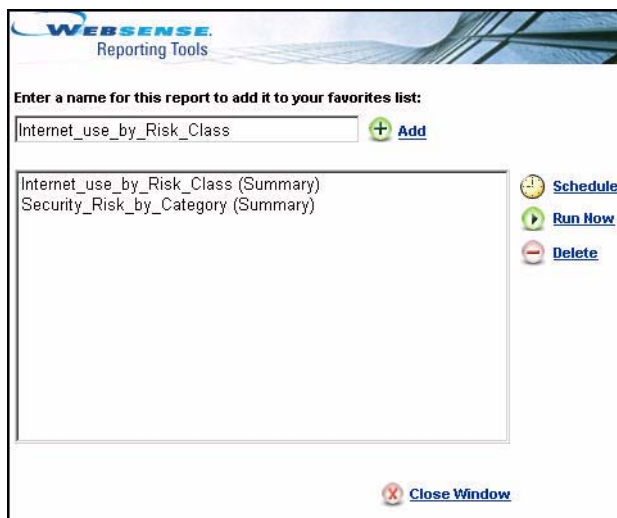 WEBSENSE.
Reporting Tools
Enter a name for this report to add it to your favorites list:
Internet_use_by_Risk_Class
Add
Internet_use_by_Risk_Class (Summary)
Security_Risk_by_Category (Summary)
Schedule
Run Now
Delete
Close Window